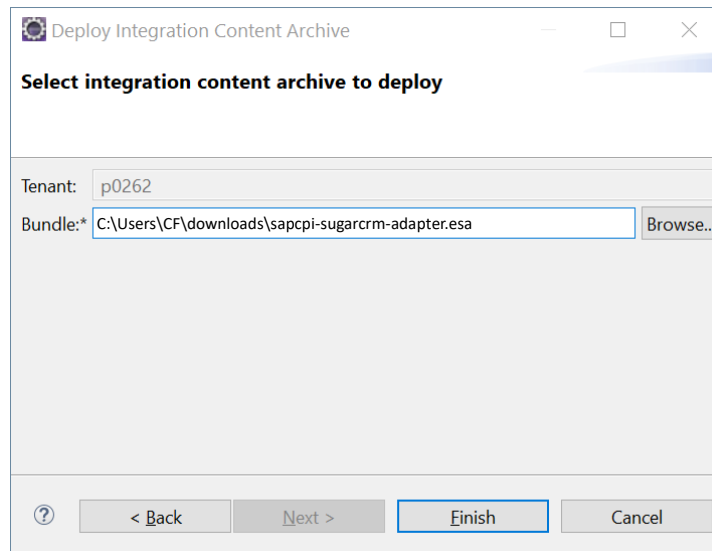 Deploy Integration Content Archive
Select integration content archive to deploy
Tenant: p0262
Bundle:* C:\Users\CF\downloads\sapcpi-sugarcrm-adapter.esa Browse..
? < Back Next > Finish Cancel